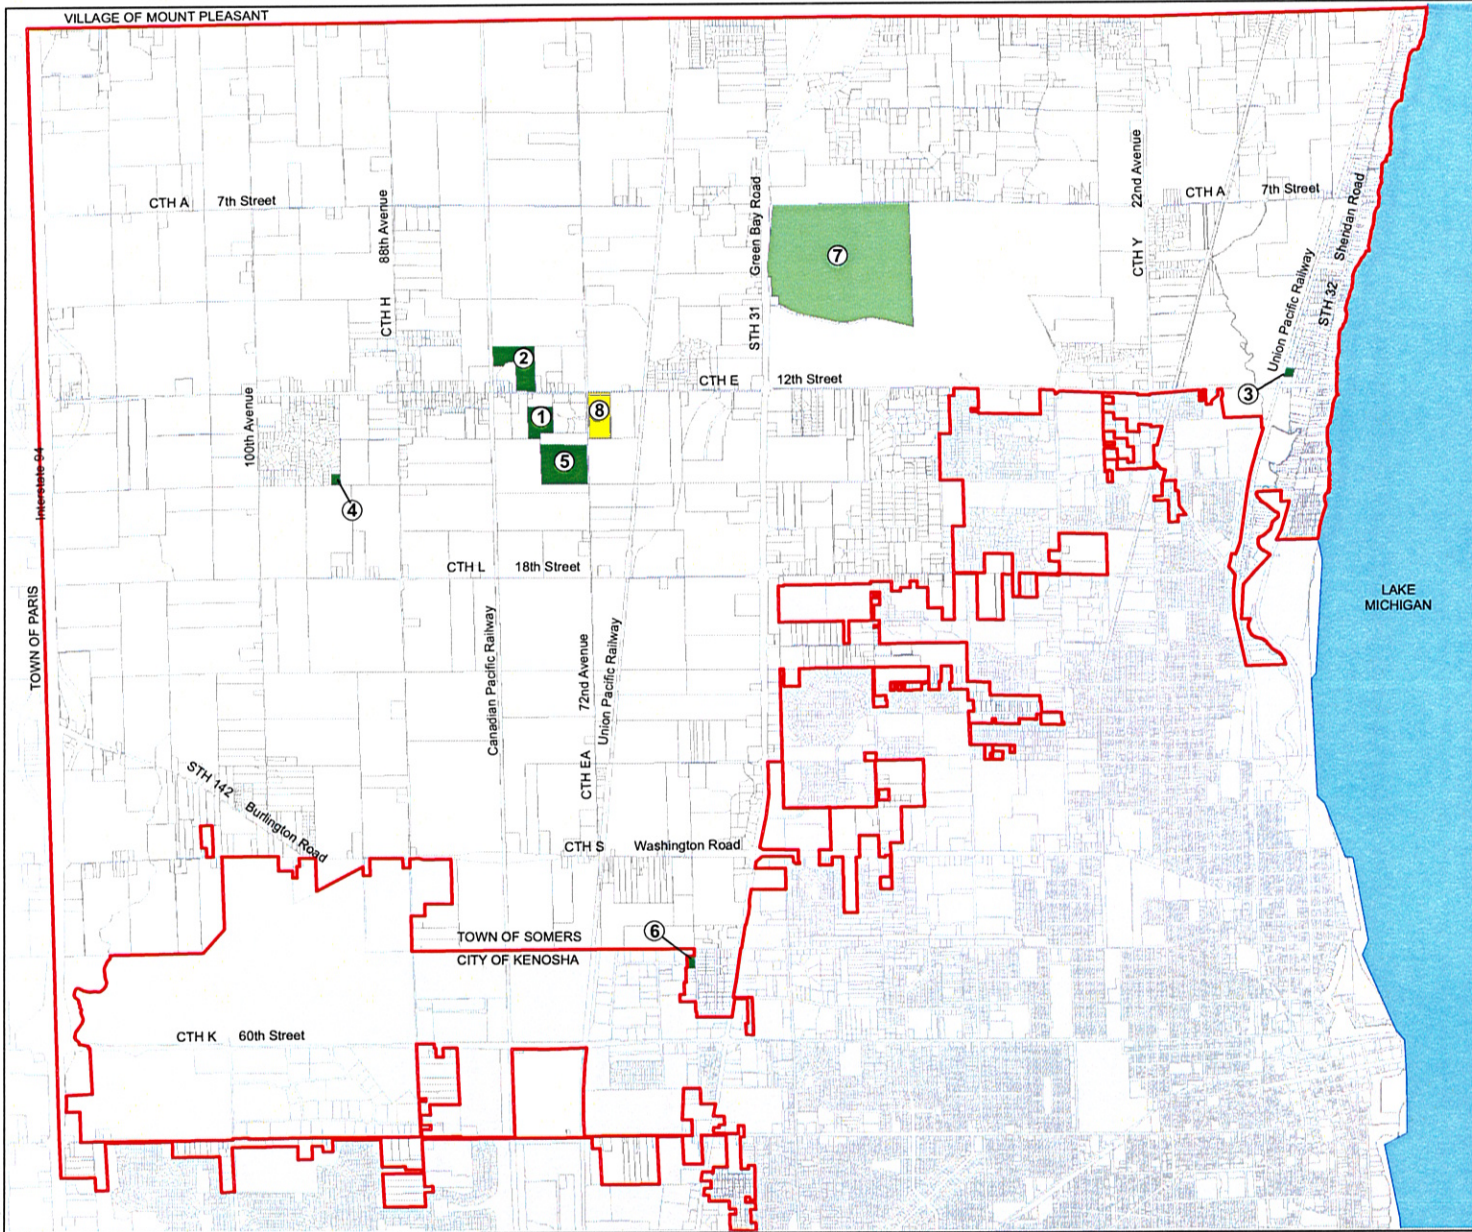 VILLAGE OF MOUNT PLEASANT
CTH A 7th Street
88th Avenue
CTH H
Green Bay Road
STH 31
22nd Avenue
CTH Y
CTH A 7th Street
Sheridan Road
STH 32
Union Pacific Railway
7
2
CTH E 12th Street
3
1
8
100th Avenue
5
4
Interstate 94
CTH L 18th Street
TOWN OF PARIS
LAKE
MICHIGAN
Canadian Pacific Railway
72nd Avenue
CTH EA
Union Pacific Railway
STH 142 Burlington Road
CTH S Washington Road
6
TOWN OF SOMERS
CITY OF KENOSHA
CTH K 60th Street